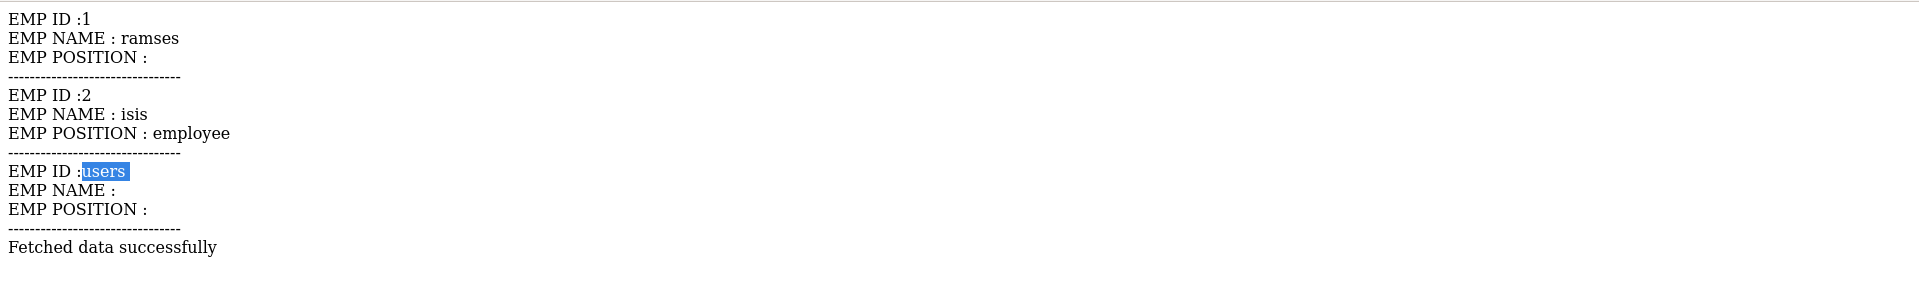 EMP ID :1
EMP NAME : ramses
EMP POSITION :
--------------------------------
EMP ID :2
EMP NAME : isis
EMP POSITION : employee
--------------------------------
EMP ID :users
EMP NAME :
EMP POSITION :
--------------------------------
Fetched data successfully